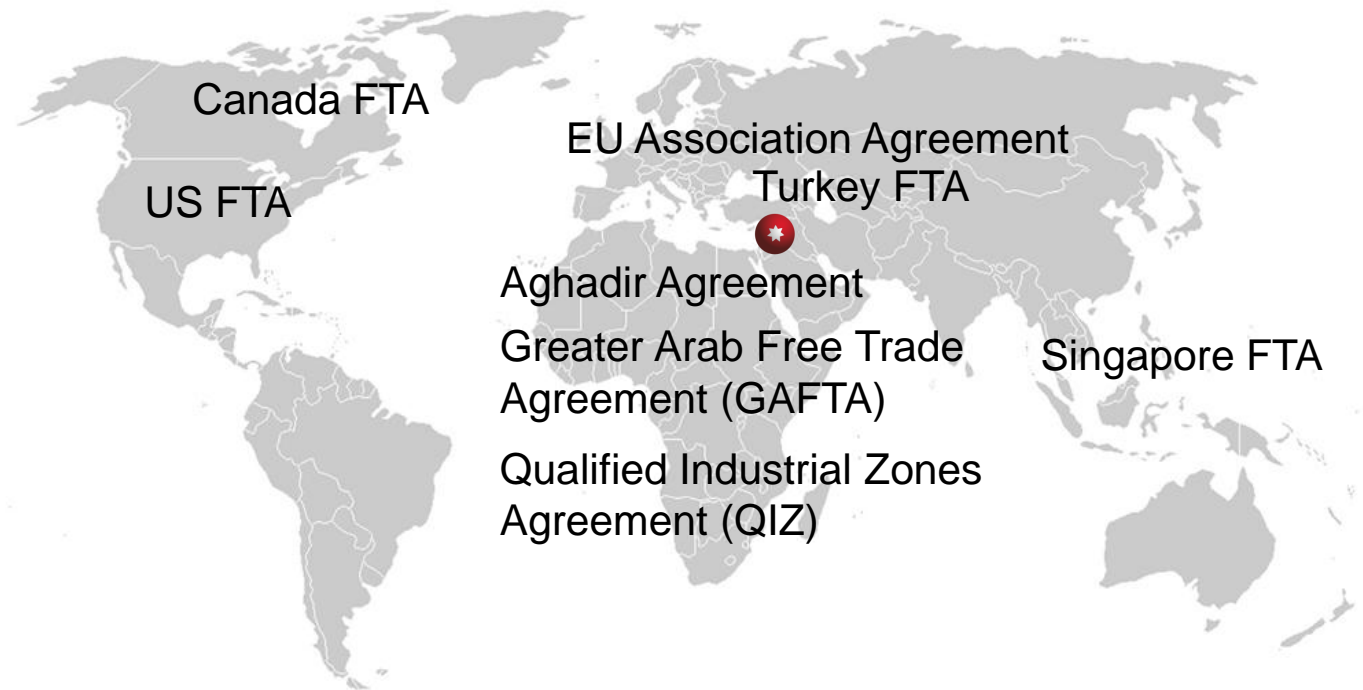 Canada FTA
EU Association Agreement
Turkey FTA
US FTA
Aghadir Agreement
Greater Arab Free Trade
Agreement (GAFTA)
Singapore FTA
Qualified Industrial Zones
Agreement (QIZ)